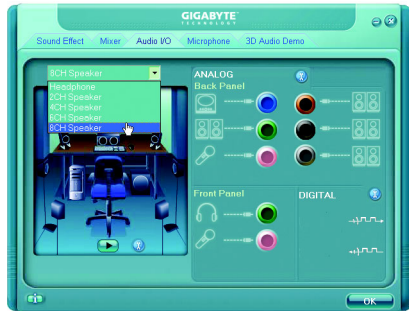 GIGABYTE
TECHNOLOGY
Sound Effect
Mixer
Audio I/O
Microphone
3D Audio Demo
8CH Speaker
Headphone
2CH Speaker
4CH Speaker
6CH Speaker
8CH Speaker
ANALOG
Back Panel
Front Panel
DIGITAL
OK